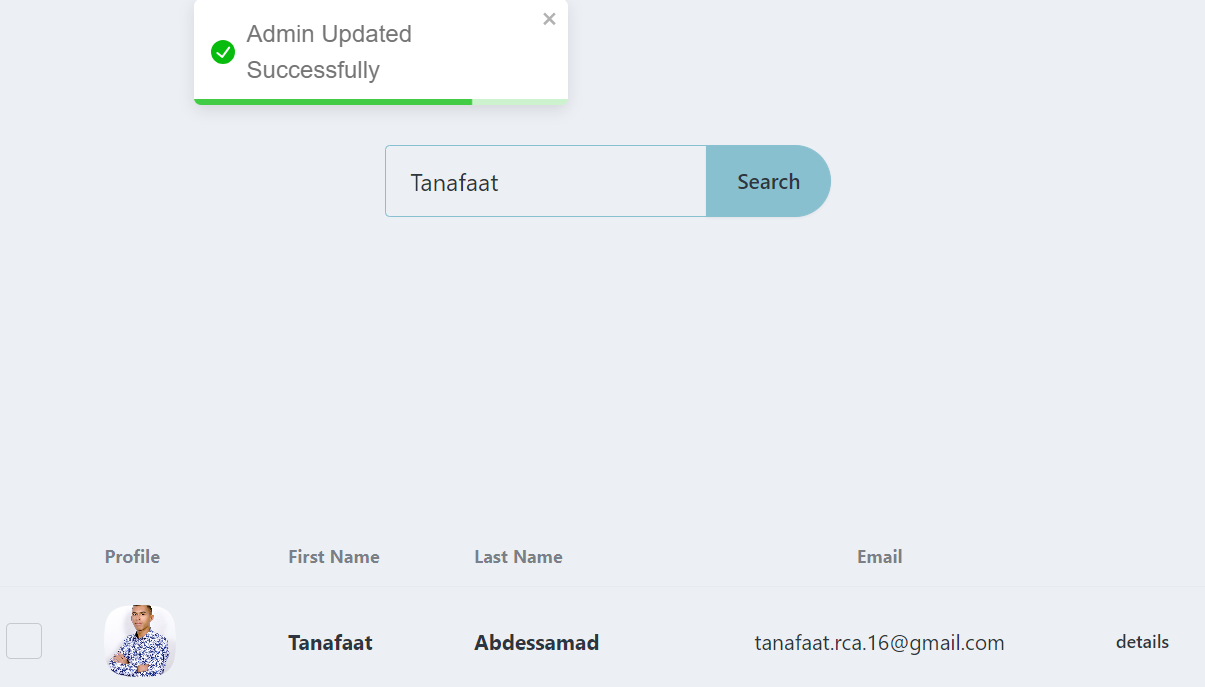 Admin Updated
Successfully
Tanafaat
Search
Profile First Name Last Name Email
Tanafaat Abdessamad tanafaat.rca.16@gmail.com details